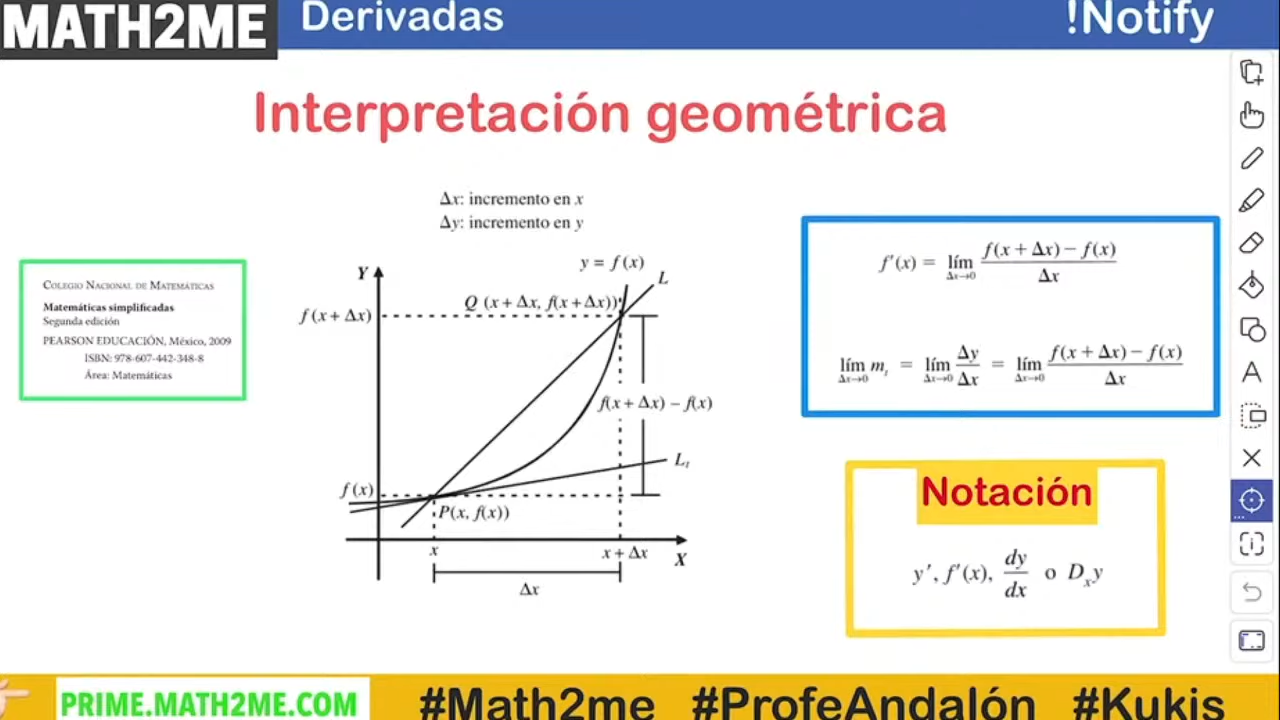 MATH2ME
Derivadas
!Notify
Interpretación geométrica
Δx: incremento en x
Δy: incremento en y
COLEGIO NACIONAL DE MATEMÁTICAS
Matemáticas simplificadas
Segunda edición
PEARSON EDUCACIÓN, México, 2009
ISBN: 978-607-442-348-8
Área: Matemáticas
y = f(x)
Y
L
Q (x + Δx, f(x + Δx))
f(x + Δx)
f(x + Δx) − f(x)
L_t
f(x)
P(x, f(x))
x
x + Δx
X
Δx
f'(x) = lím Δx→0 f(x + Δx) − f(x) / Δx
lím Δx→0 m_t = lím Δx→0 Δy / Δx = lím Δx→0 f(x + Δx) − f(x) / Δx
Notación
y', f'(x), dy/dx o D_x y
A
PRIME.MATH2ME.COM
#Math2me #ProfeAndalón #Kukis